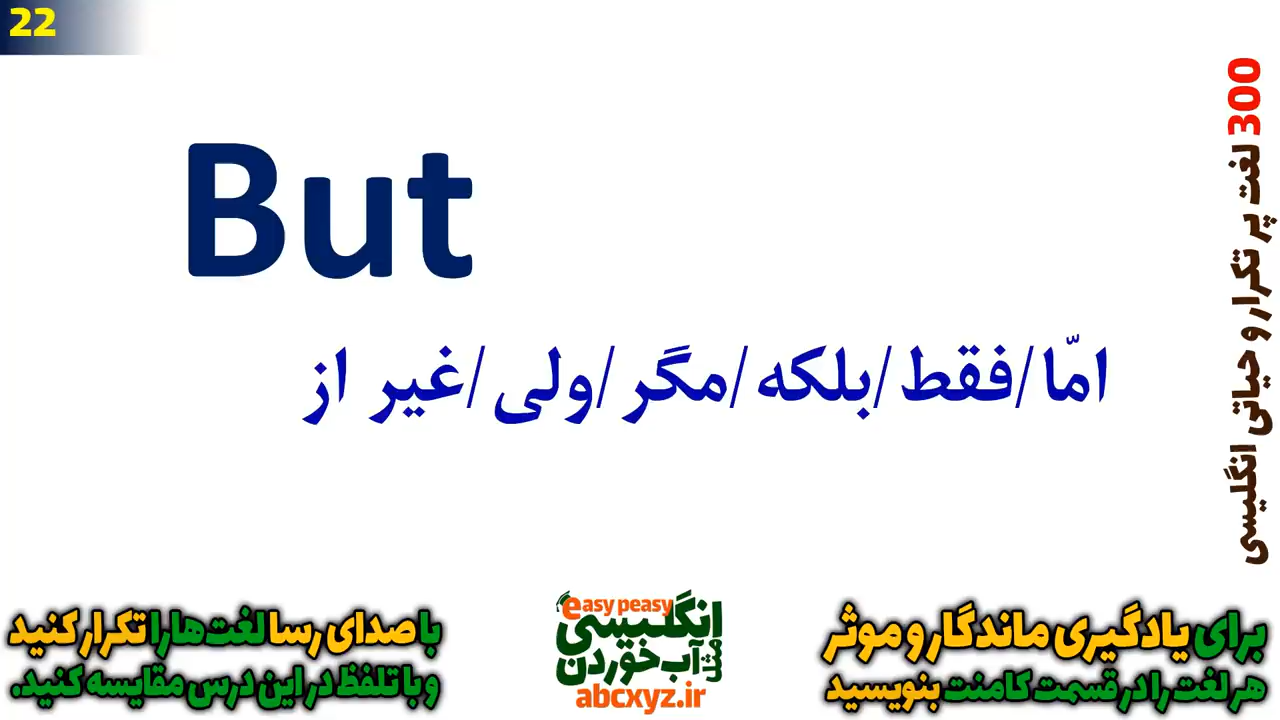 22
But
امّا/فقط/بلکه/مگر/ولی/غیر از
300 لغت پر تکرار و حیاتی انگلیسی
برای یادگیری ماندگار و موثر
هر لغت را در قسمت کامنت بنویسید
easy peasy
انگلیسی
مثل آب خوردن
abcxyz.ir
با صدای رسا لغت‌ها را تکرار کنید
و با تلفظ در این درس مقایسه کنید.